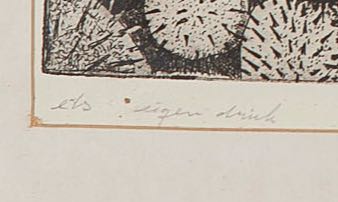 ets eigen druk